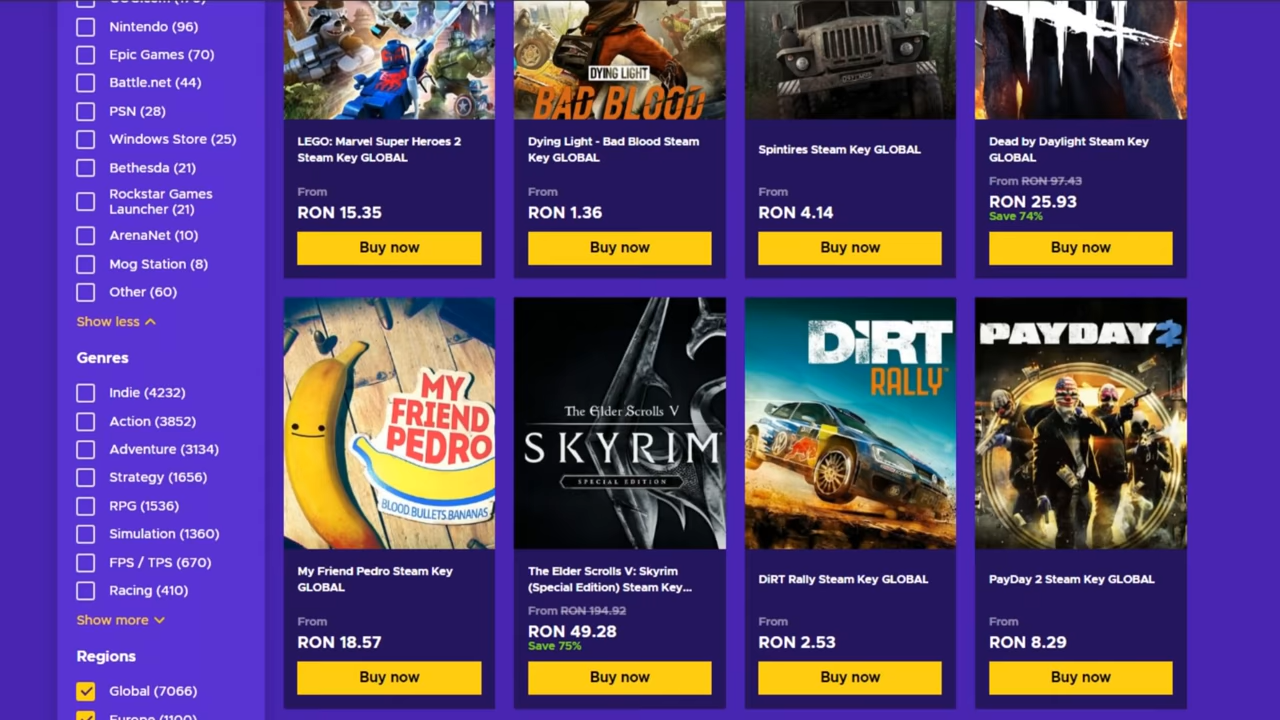 Nintendo (96)
Epic Games (70)
Battle.net (44)
PSN (28)
Windows Store (25)
Bethesda (21)
Rockstar Games
Launcher (21)
ArenaNet (10)
Mog Station (8)
Other (60)
Show less
Genres
Indie (4232)
Action (3852)
Adventure (3134)
Strategy (1656)
RPG (1536)
Simulation (1360)
FPS / TPS (670)
Racing (410)
Show more
Regions
Global (7066)
Europe (1100)
LEGO: Marvel Super Heroes 2
Steam Key GLOBAL
From
RON 15.35
Buy now
DYING LIGHT
BAD BLOOD
Dying Light - Bad Blood Steam
Key GLOBAL
From
RON 1.36
Buy now
Spintires Steam Key GLOBAL
From
RON 4.14
Buy now
Dead by Daylight Steam Key
GLOBAL
From RON 97.43
RON 25.93
Save 74%
Buy now
MY
FRIEND
PEDRO
BLOOD BULLETS BANANAS
My Friend Pedro Steam Key
GLOBAL
From
RON 18.57
Buy now
The Elder Scrolls V
SKYRIM
SPECIAL EDITION
The Elder Scrolls V: Skyrim
(Special Edition) Steam Key...
From RON 194.92
RON 49.28
Save 75%
Buy now
DiRT
RALLY
DiRT Rally Steam Key GLOBAL
From
RON 2.53
Buy now
PAYDAY 2
PayDay 2 Steam Key GLOBAL
From
RON 8.29
Buy now